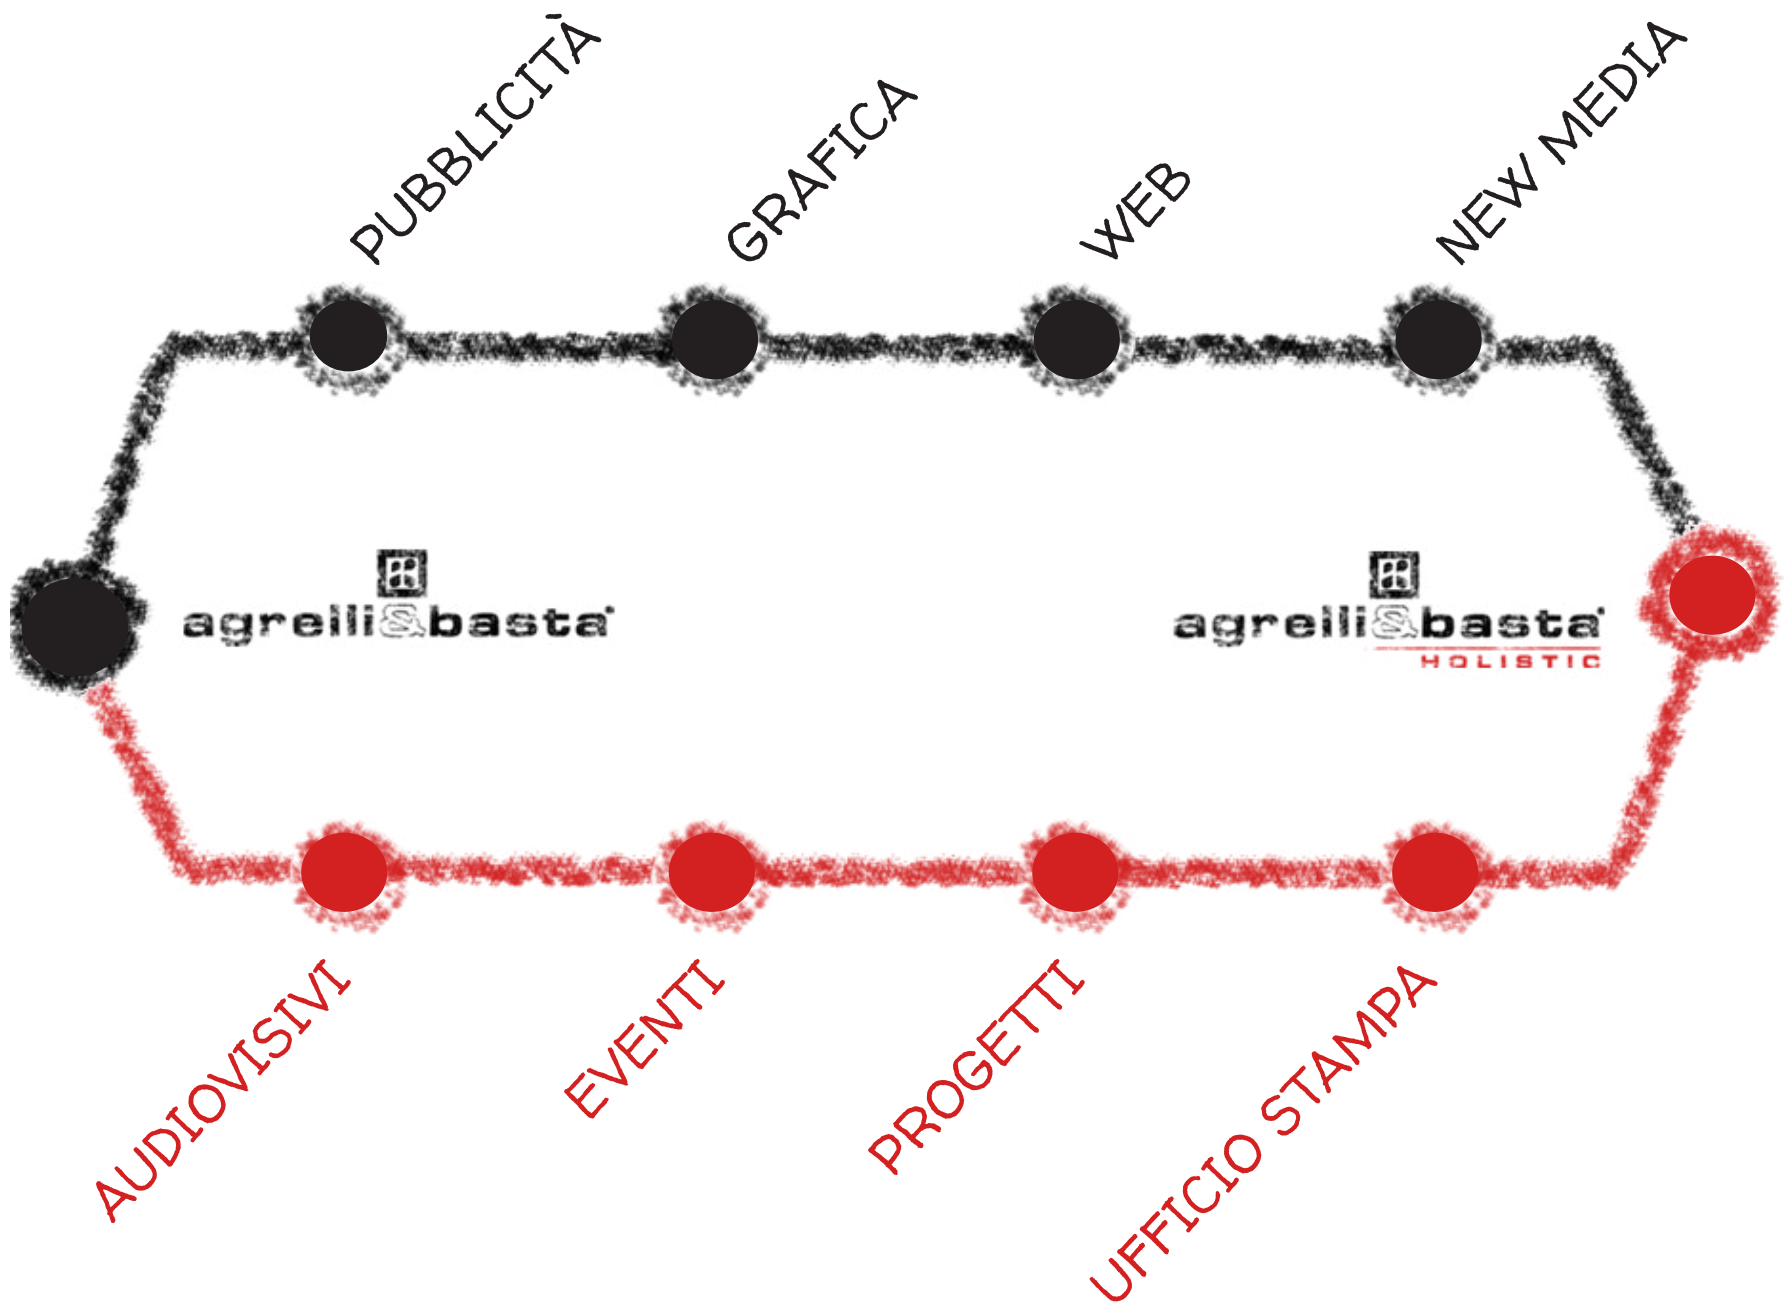 PUBBLICITÀ
GRAFICA
WEB
NEW MEDIA
agrelli&basta
agrelli&basta
HOLISTIC
AUDIOVISIVI
EVENTI
PROGETTI
UFFICIO STAMPA